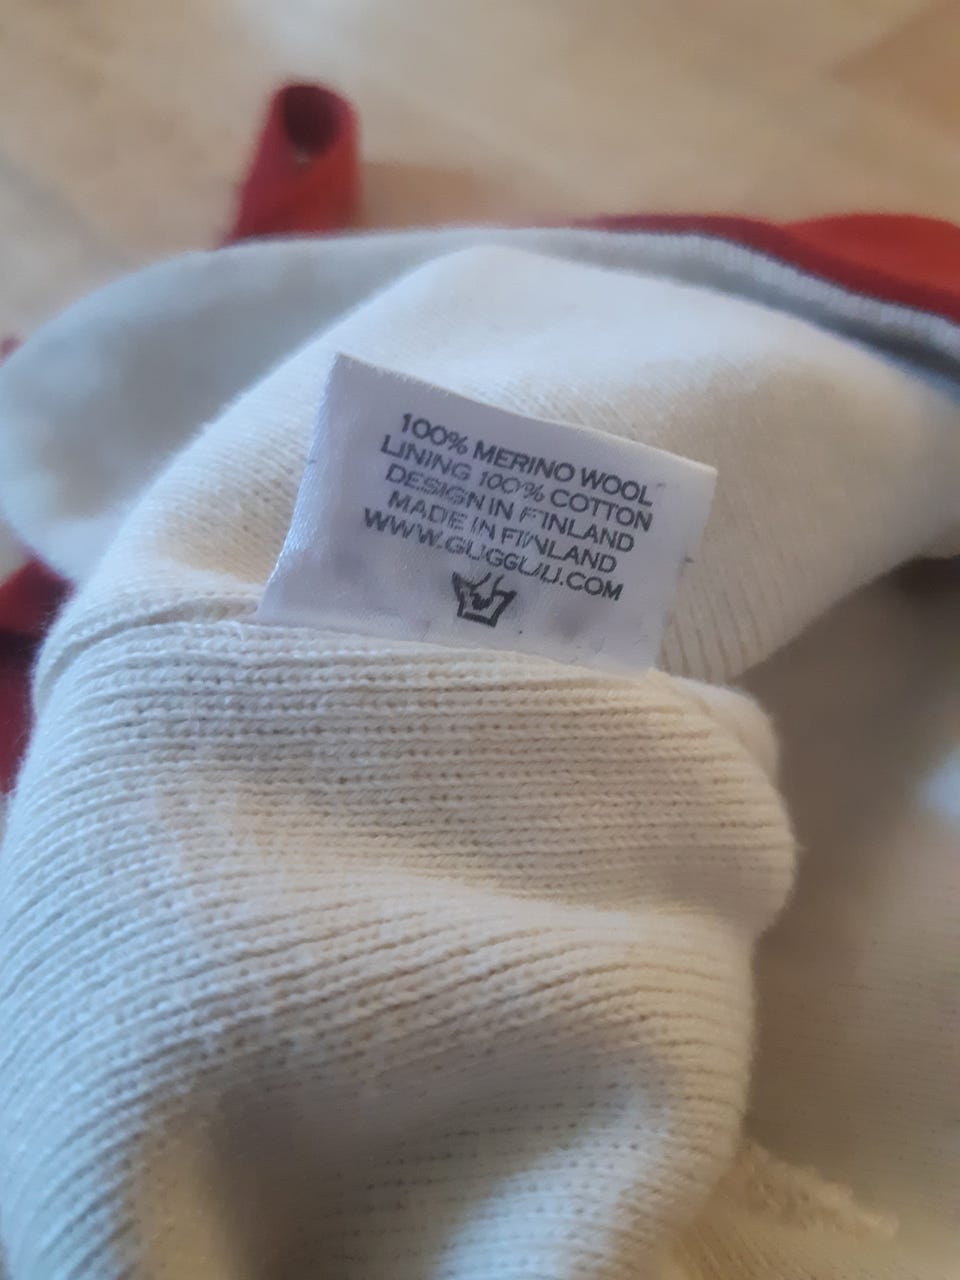 100% MERINO WOOL
LINING 100% COTTON
DESIGN IN FINLAND
MADE IN FINLAND
WWW.GUGGUU.COM